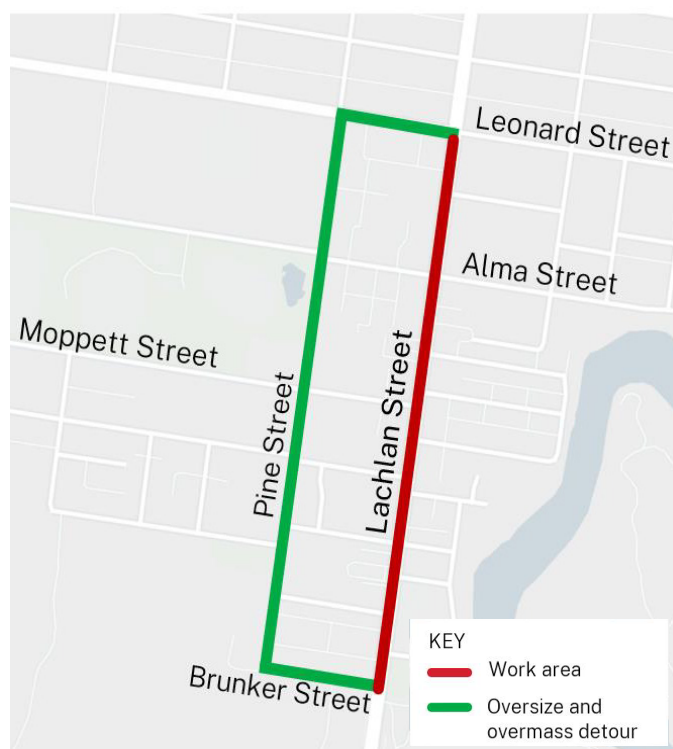 Leonard Street
Alma Street
Moppett Street
Pine Street
Lachlan Street
Brunker Street
KEY
Work area
Oversize and
overmass detour